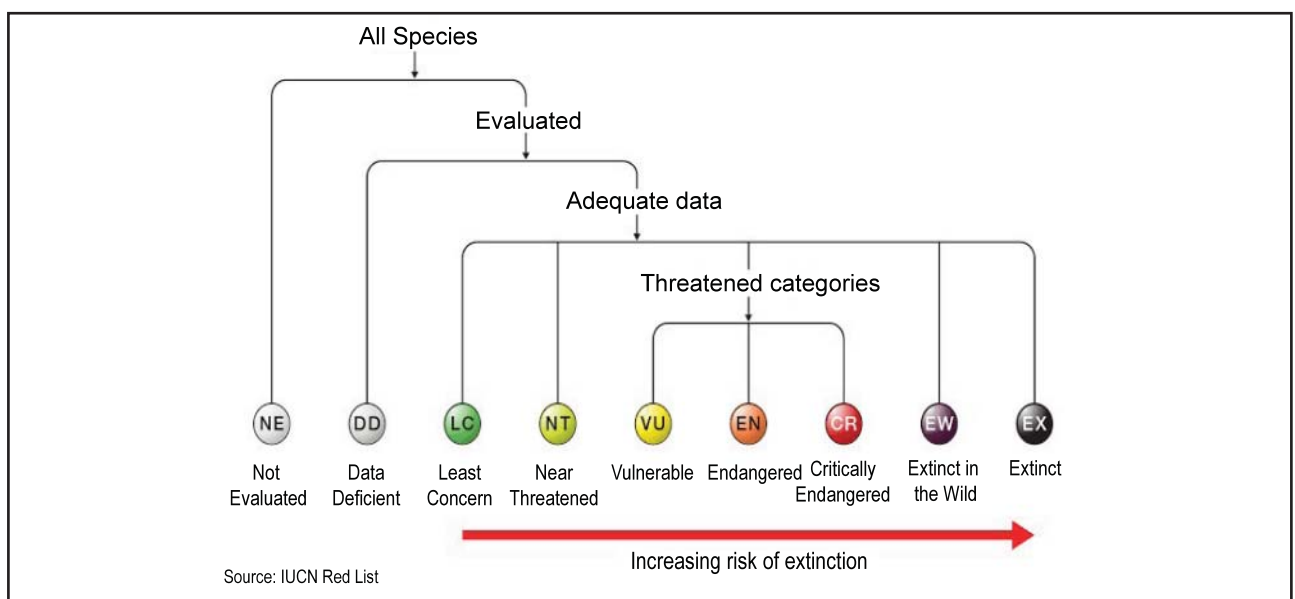 All Species
Evaluated
Adequate data
Threatened categories
NE
DD
LC
NT
VU
EN
CR
EW
EX
Not
Evaluated
Data
Deficient
Least
Concern
Near
Threatened
Vulnerable
Endangered
Critically
Endangered
Extinct in
the Wild
Extinct
Increasing risk of extinction
Source: IUCN Red List